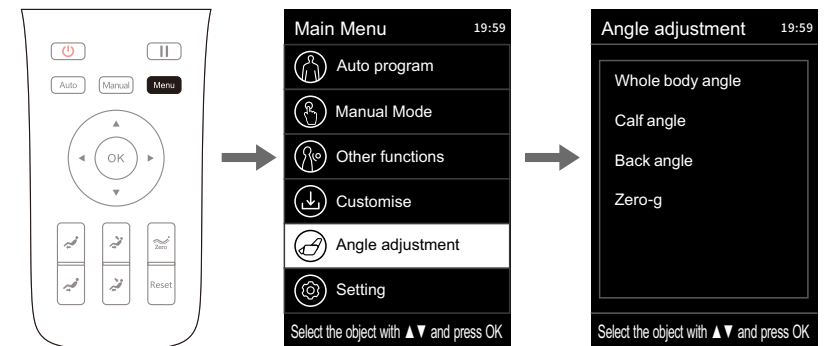 Auto
Manual
Menu
OK
Zero
Reset
Main Menu 19:59
Auto program
Manual Mode
Other functions
Customise
Angle adjustment
Setting
Select the object with ▲▼ and press OK
Angle adjustment 19:59
Whole body angle
Calf angle
Back angle
Zero-g
Select the object with ▲▼ and press OK